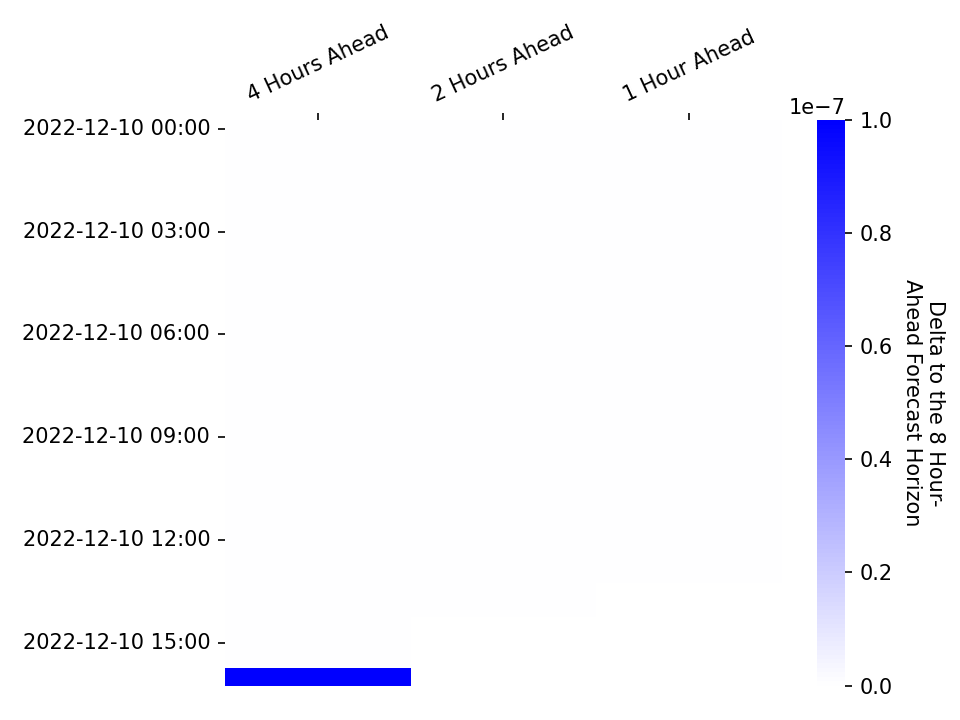 4 Hours Ahead
2 Hours Ahead
1 Hour Ahead
1e−7
2022-12-10 00:00
2022-12-10 03:00
2022-12-10 06:00
2022-12-10 09:00
2022-12-10 12:00
2022-12-10 15:00
1.0
0.8
0.6
0.4
0.2
0.0
Delta to the 8 Hour-
Ahead Forecast Horizon